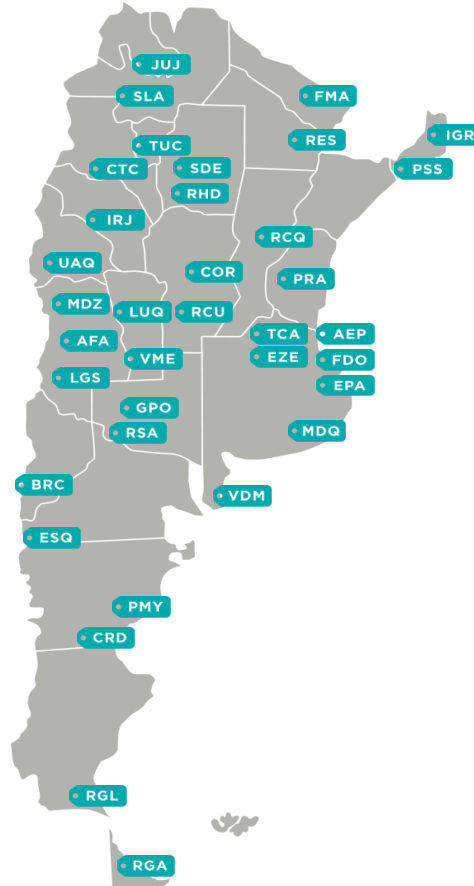 JUJ
SLA
FMA
IGR
RES
TUC
CTC
SDE
PSS
RHD
IRJ
RCQ
UAQ
COR
PRA
MDZ
LUQ
RCU
TCA
AEP
AFA
EZE
FDO
VME
LGS
EPA
GPO
RSA
MDQ
BRC
VDM
ESQ
PMY
CRD
RGL
RGA